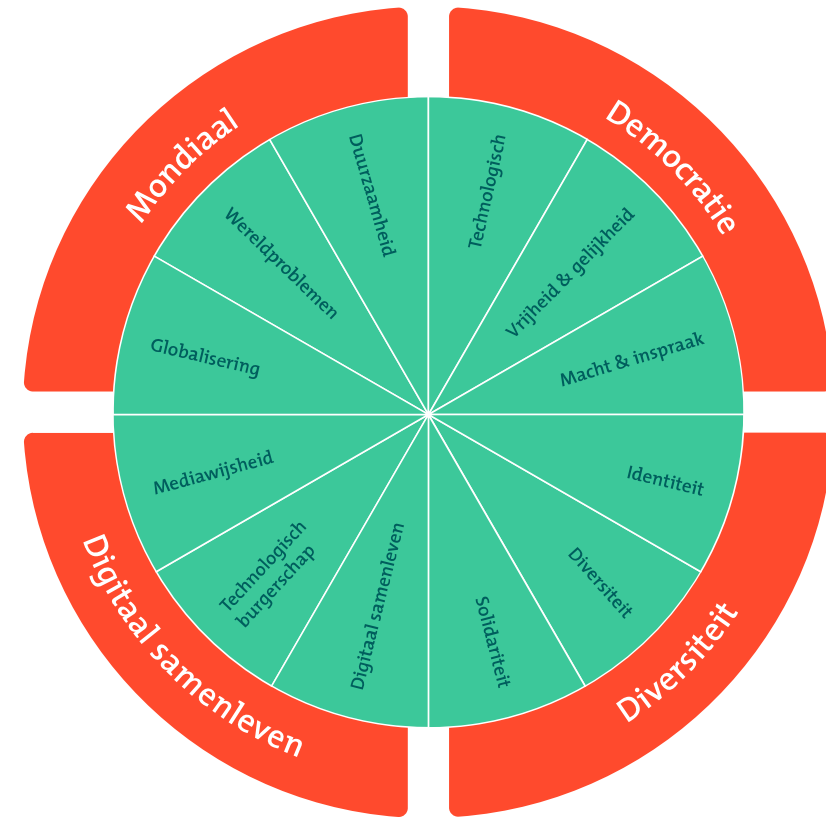 Mondiaal
Duurzaamheid
Wereldproblemen
Globalisering
Democratie
Technologisch
Vrijheid & gelijkheid
Macht & inspraak
Diversiteit
Identiteit
Diversiteit
Solidariteit
Digitaal samenleven
Mediawijsheid
Technologisch
burgerschap
Digitaal samenleven